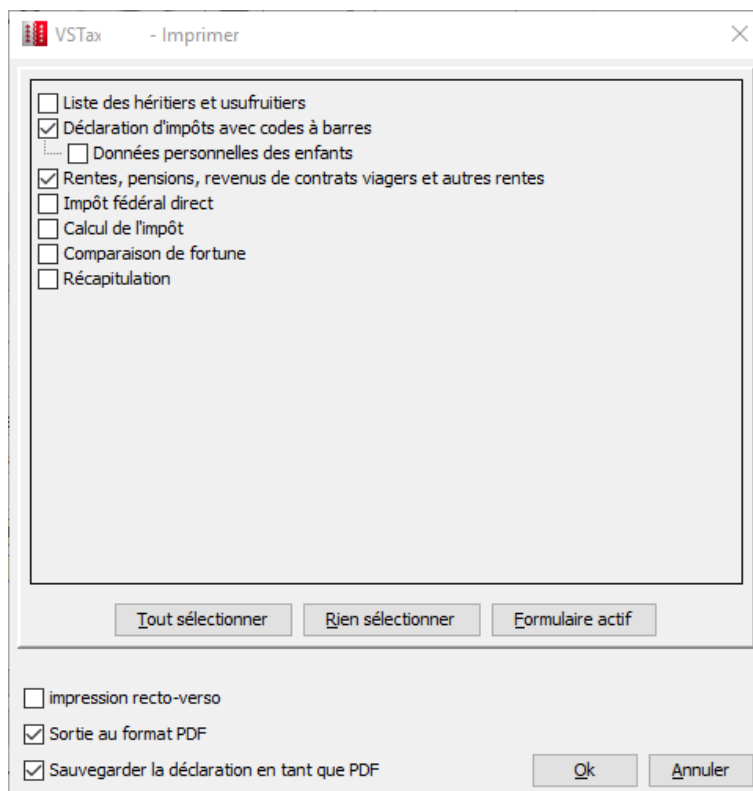 VSTax - Imprimer
Liste des héritiers et usufruitiers
Déclaration d'impôts avec codes à barres
Données personnelles des enfants
Rentes, pensions, revenus de contrats viagers et autres rentes
Impôt fédéral direct
Calcul de l'impôt
Comparaison de fortune
Récapitulation
Tout sélectionner Rien sélectionner Formulaire actif
impression recto-verso
Sortie au format PDF
Sauvegarder la déclaration en tant que PDF Ok Annuler